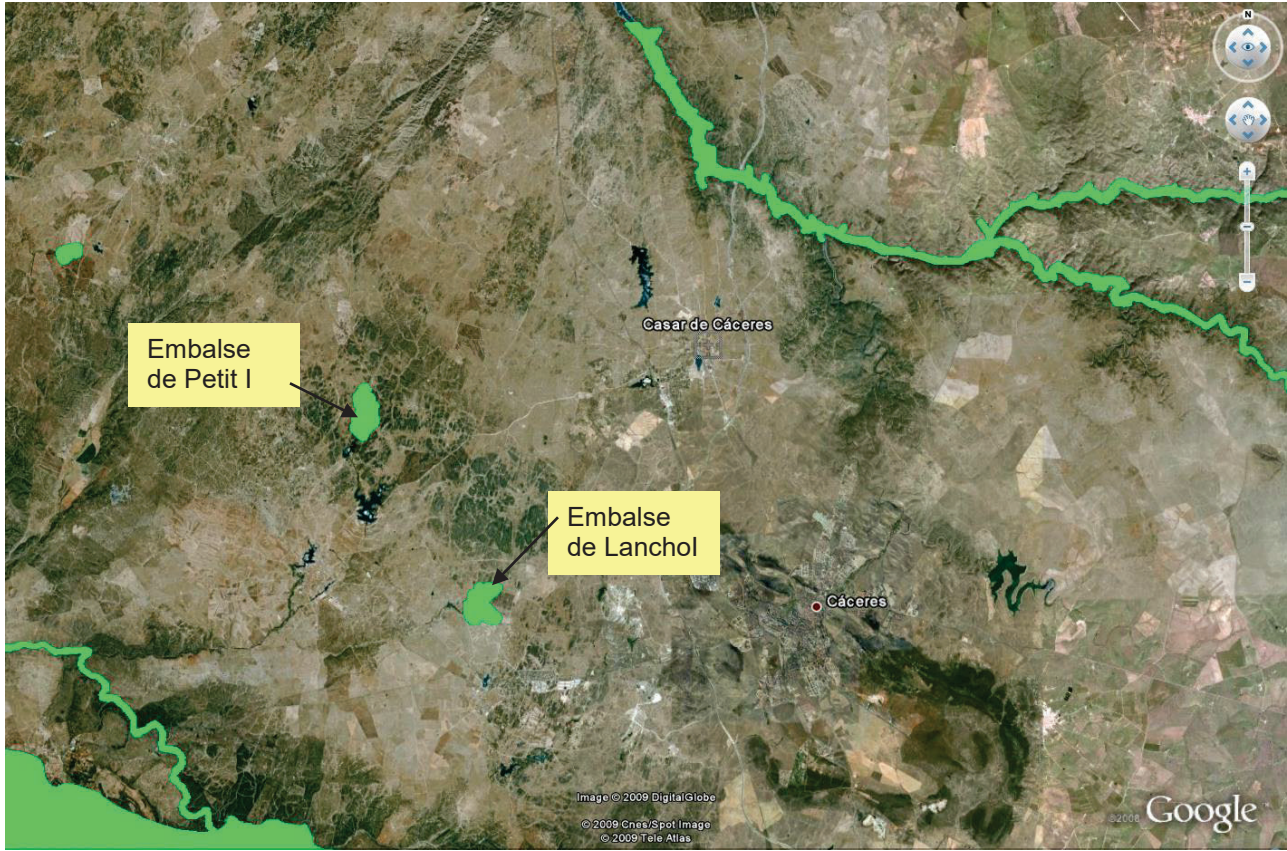 N
Casar de Cáceres
Embalse
de Petit I
Embalse
de Lanchol
Cáceres
Image © 2009 DigitalGlobe
© 2009 Cnes/Spot Image
© 2009 Tele Atlas
©2008 Google